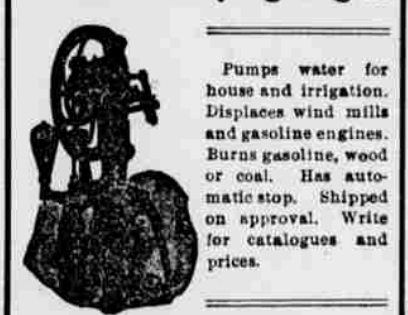 Pumps water for
house and irrigation.
Displaces wind mills
and gasoline engines.
Burns gasoline, wood
or coal. Has auto-
matic stop. Shipped
on approval. Write
for catalogues and
prices.